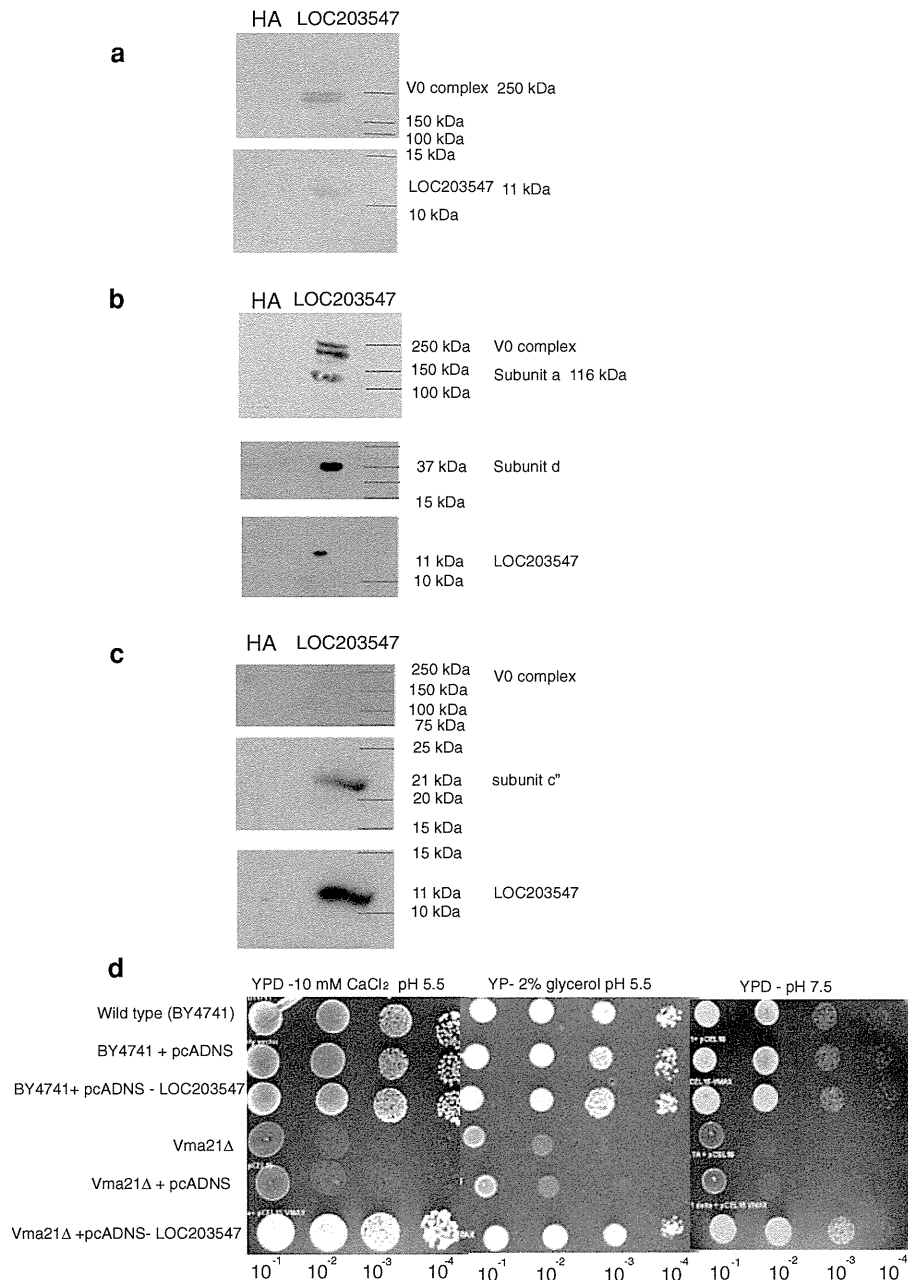 HA LOC203547
a
V0 complex 250 kDa
150 kDa
100 kDa
15 kDa
LOC203547 11 kDa
10 kDa
b
HA LOC203547
250 kDa V0 complex
150 kDa
Subunit a 116 kDa
100 kDa
37 kDa Subunit d
15 kDa
11 kDa LOC203547
10 kDa
c
HA LOC203547
250 kDa V0 complex
150 kDa
100 kDa
75 kDa
25 kDa
21 kDa subunit c"
20 kDa
15 kDa
15 kDa
11 kDa LOC203547
10 kDa
d
YPD -10 mM CaCl2 pH 5.5 YP- 2% glycerol pH 5.5 YPD - pH 7.5
Wild type (BY4741)
BY4741 + pcADNS
BY4741+ pcADNS - LOC203547
Vma21Δ
Vma21Δ + pcADNS
Vma21Δ +pcADNS- LOC203547
10-1 10-2 10-3 10-4 10-1 10-2 10-3 10-4 10-1 10-2 10-3 10-4